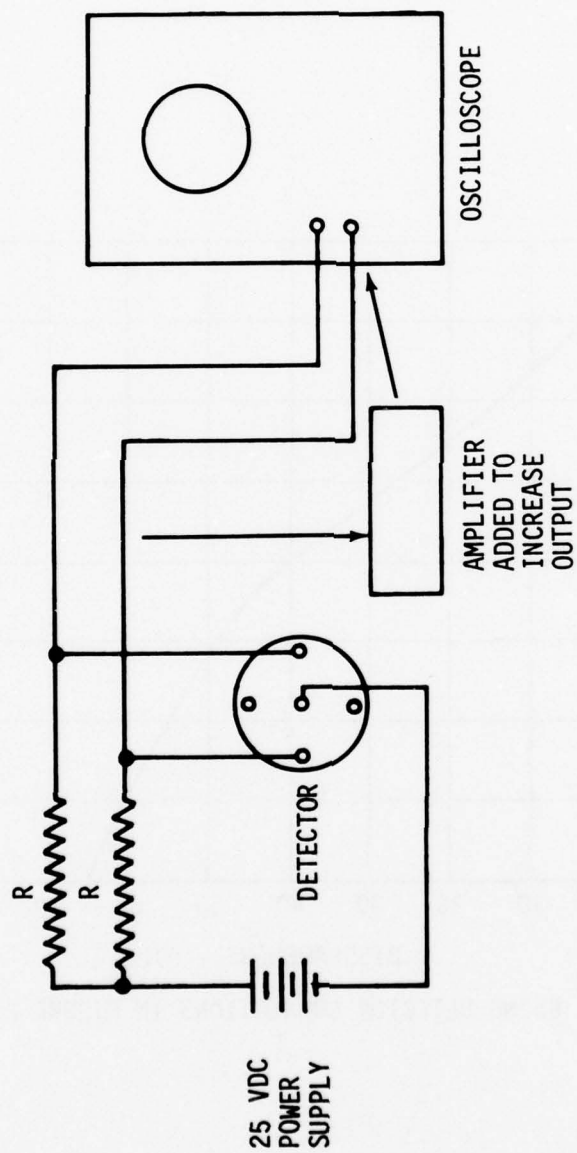 R
R
25 VDC
POWER
SUPPLY
DETECTOR
AMPLIFIER
ADDED TO
INCREASE
OUTPUT
OSCILLOSCOPE